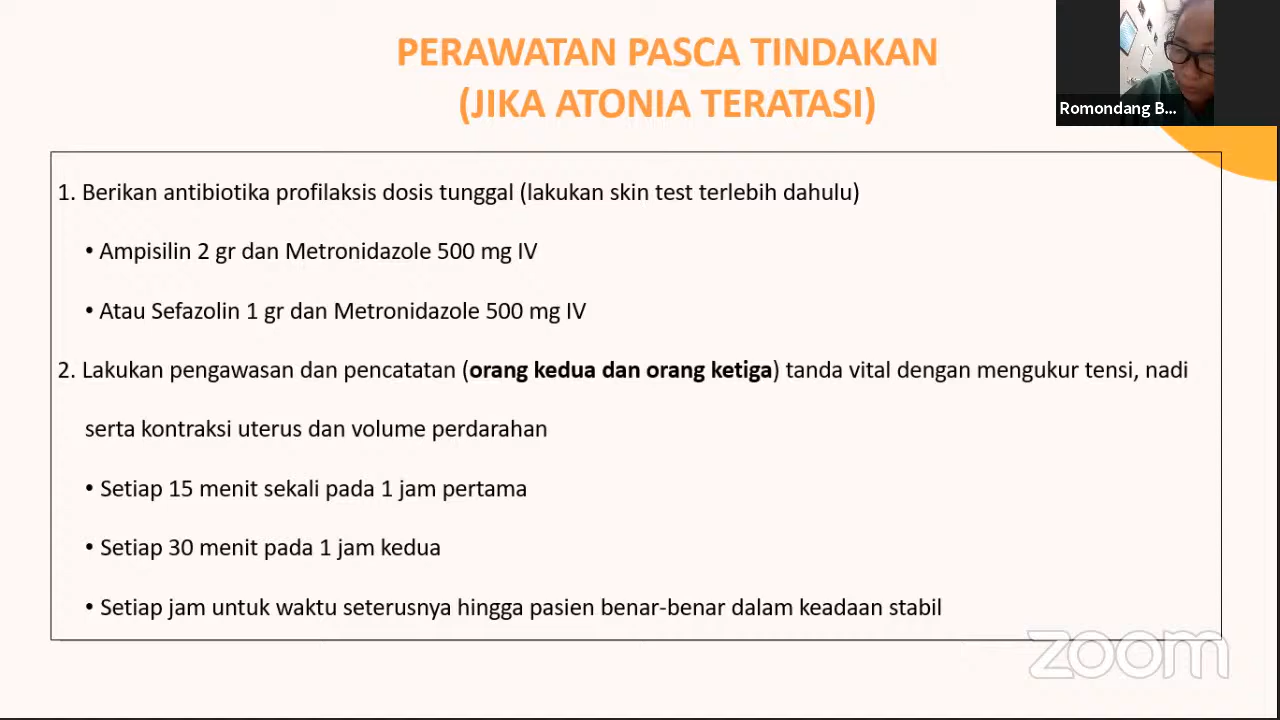 PERAWATAN PASCA TINDAKAN
(JIKA ATONIA TERATASI)
Romondang B...
1. Berikan antibiotika profilaksis dosis tunggal (lakukan skin test terlebih dahulu)
• Ampisilin 2 gr dan Metronidazole 500 mg IV
• Atau Sefazolin 1 gr dan Metronidazole 500 mg IV
2. Lakukan pengawasan dan pencatatan (orang kedua dan orang ketiga) tanda vital dengan mengukur tensi, nadi
serta kontraksi uterus dan volume perdarahan
• Setiap 15 menit sekali pada 1 jam pertama
• Setiap 30 menit pada 1 jam kedua
• Setiap jam untuk waktu seterusnya hingga pasien benar-benar dalam keadaan stabil
zoom